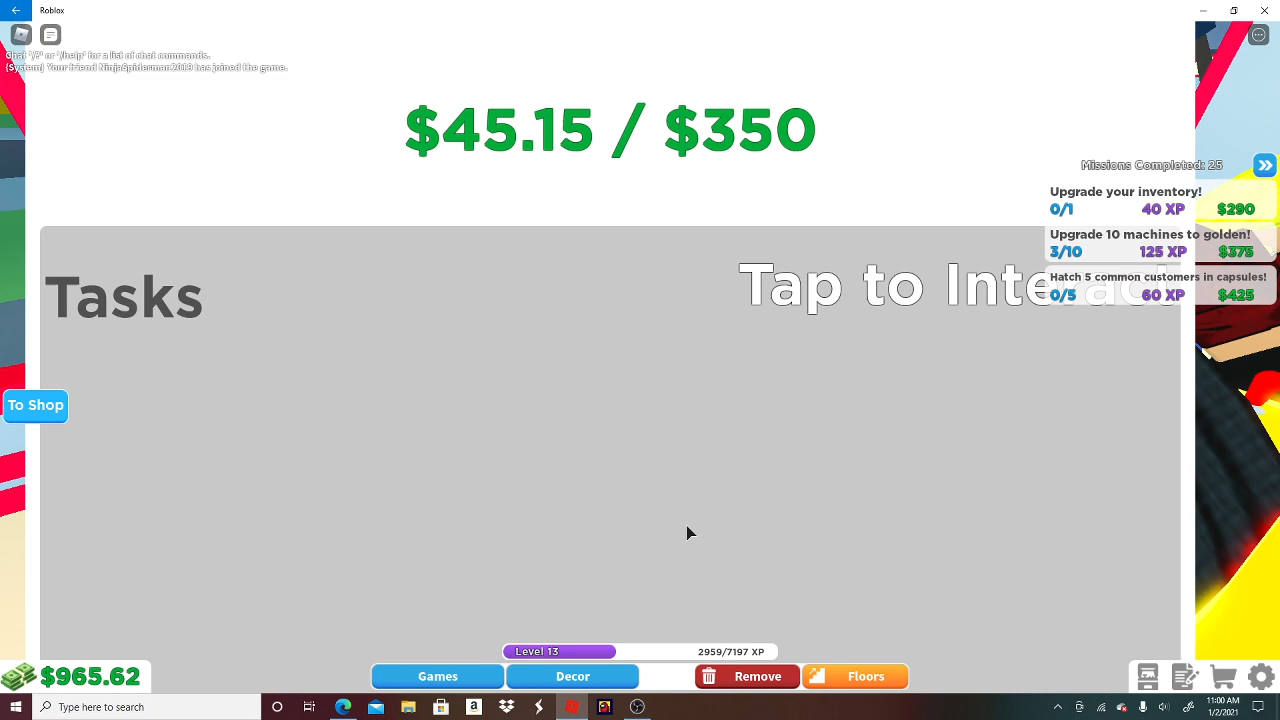 Roblox
Chat '/?' or '/help' for a list of chat commands.
{System} Your friend NinjaSpiderman2019 has joined the game.
$45.15 / $350
Missions Completed: 25
Upgrade your inventory!
0/1 40 XP $290
Upgrade 10 machines to golden!
3/10 125 XP $375
Hatch 5 common customers in capsules!
0/5 60 XP $425
Tasks
Tap to Interact
To Shop
Level 13 2959/7197 XP
$965.62
Games Decor Remove Floors
Type here to search
11:00 AM
1/2/2021